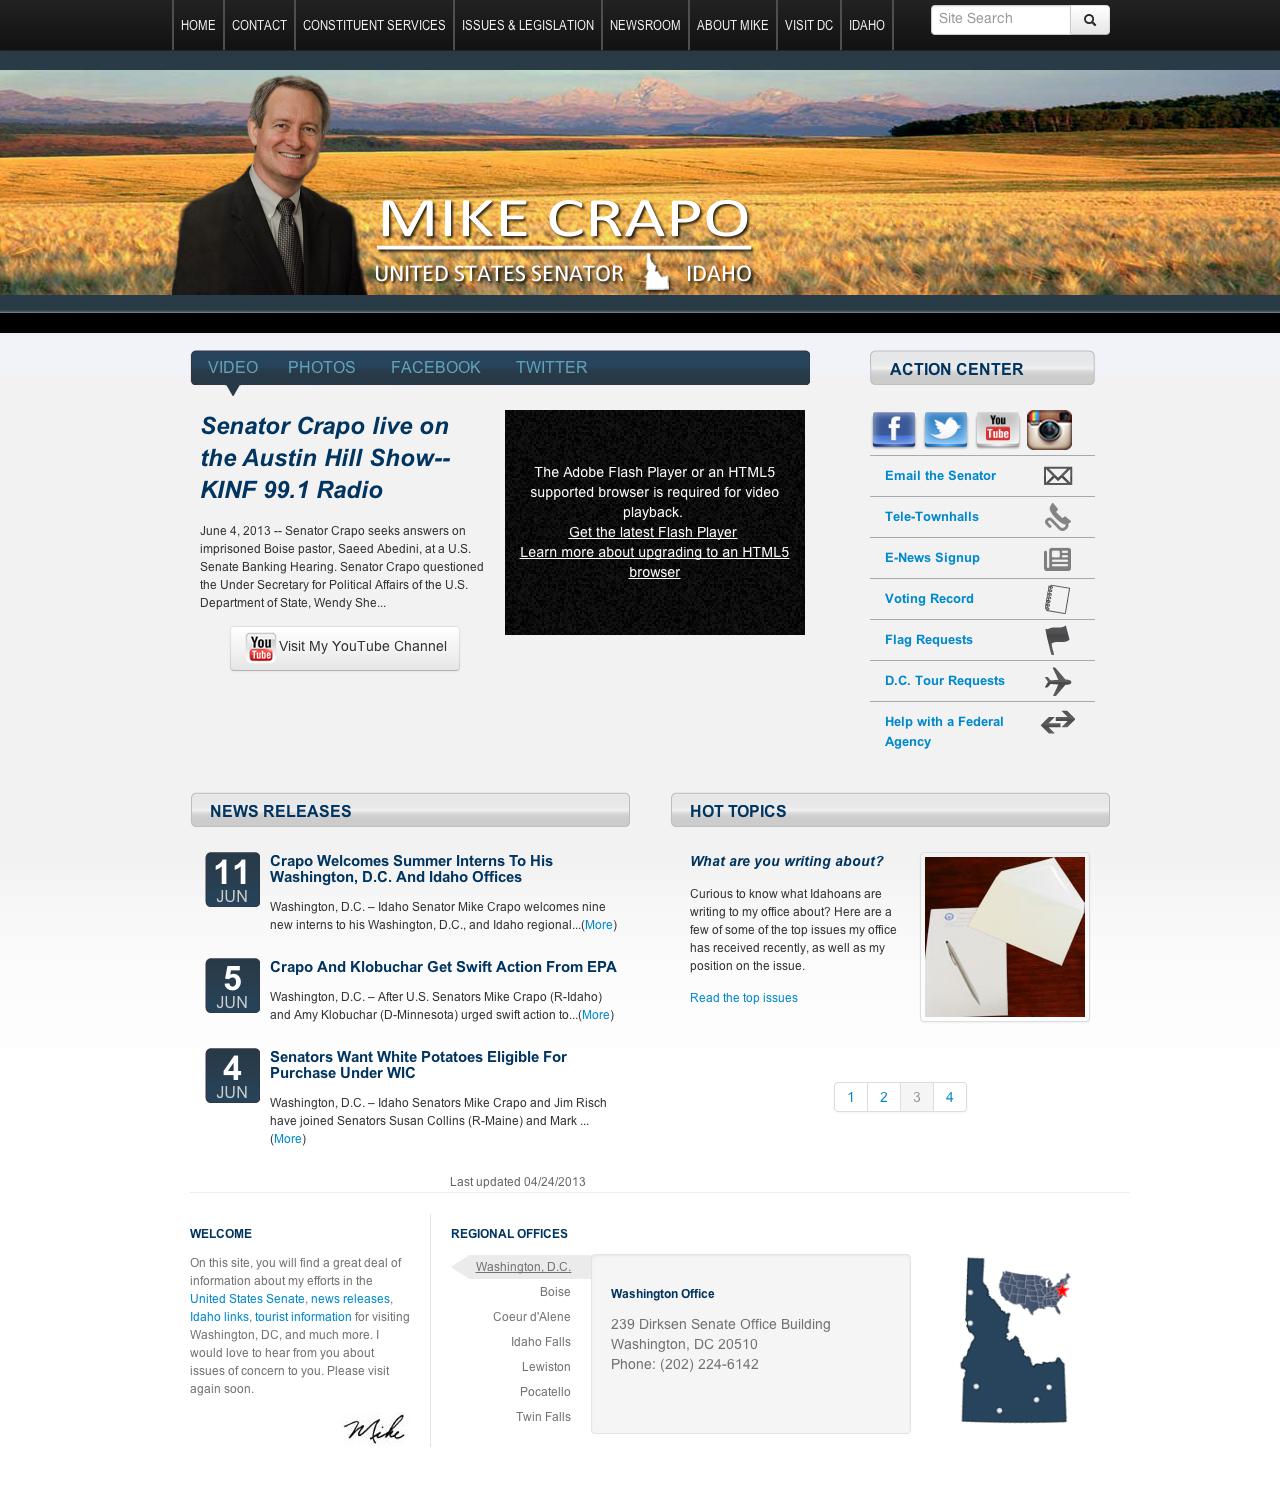 HOME
CONTACT
CONSTITUENT SERVICES
ISSUES & LEGISLATION
NEWSROOM
ABOUT MIKE
VISIT DC
IDAHO
Site Search
MIKE CRAPO
UNITED STATES SENATOR IDAHO
VIDEO
PHOTOS
FACEBOOK
TWITTER
Senator Crapo live on
the Austin Hill Show--
KINF 99.1 Radio
June 4, 2013 -- Senator Crapo seeks answers on
imprisoned Boise pastor, Saeed Abedini, at a U.S.
Senate Banking Hearing. Senator Crapo questioned
the Under Secretary for Political Affairs of the U.S.
Department of State, Wendy She...
You
Tube
Visit My YouTube Channel
The Adobe Flash Player or an HTML5
supported browser is required for video
playback.
Get the latest Flash Player
Learn more about upgrading to an HTML5
browser
ACTION CENTER
You
Tube
Email the Senator
Tele-Townhalls
E-News Signup
Voting Record
Flag Requests
D.C. Tour Requests
Help with a Federal
Agency
NEWS RELEASES
11
JUN
Crapo Welcomes Summer Interns To His
Washington, D.C. And Idaho Offices
Washington, D.C. – Idaho Senator Mike Crapo welcomes nine
new interns to his Washington, D.C., and Idaho regional...(More)
5
JUN
Crapo And Klobuchar Get Swift Action From EPA
Washington, D.C. – After U.S. Senators Mike Crapo (R-Idaho)
and Amy Klobuchar (D-Minnesota) urged swift action to...(More)
4
JUN
Senators Want White Potatoes Eligible For
Purchase Under WIC
Washington, D.C. – Idaho Senators Mike Crapo and Jim Risch
have joined Senators Susan Collins (R-Maine) and Mark ...
(More)
HOT TOPICS
What are you writing about?
Curious to know what Idahoans are
writing to my office about? Here are a
few of some of the top issues my office
has received recently, as well as my
position on the issue.
Read the top issues
1 2 3 4
Last updated 04/24/2013
WELCOME
On this site, you will find a great deal of
information about my efforts in the
United States Senate, news releases,
Idaho links, tourist information for visiting
Washington, DC, and much more. I
would love to hear from you about
issues of concern to you. Please visit
again soon.
Mike
REGIONAL OFFICES
Washington, D.C.
Boise
Coeur d'Alene
Idaho Falls
Lewiston
Pocatello
Twin Falls
Washington Office
239 Dirksen Senate Office Building
Washington, DC 20510
Phone: (202) 224-6142